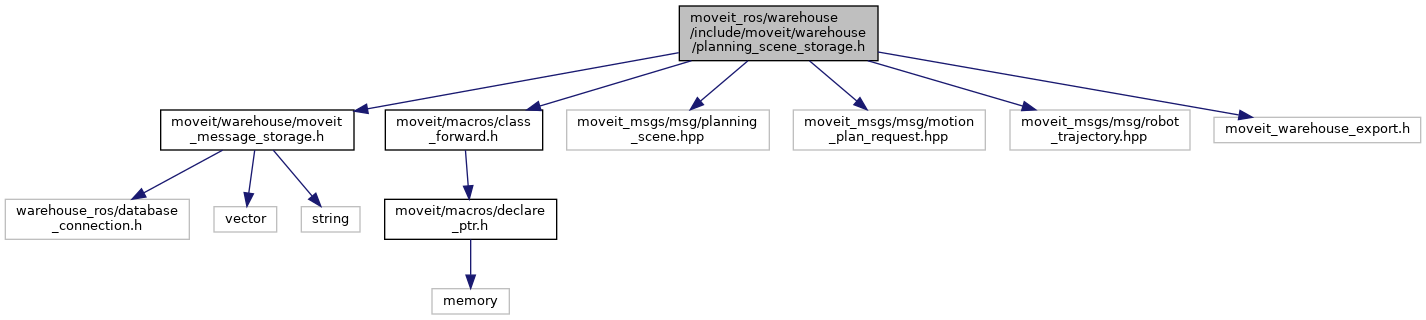 moveit_ros/warehouse
/include/moveit/warehouse
/planning_scene_storage.h
moveit/warehouse/moveit
_message_storage.h
moveit/macros/class
_forward.h
moveit_msgs/msg/planning
_scene.hpp
moveit_msgs/msg/motion
_plan_request.hpp
moveit_msgs/msg/robot
_trajectory.hpp
moveit_warehouse_export.h
warehouse_ros/database
_connection.h
vector
string
moveit/macros/declare
_ptr.h
memory